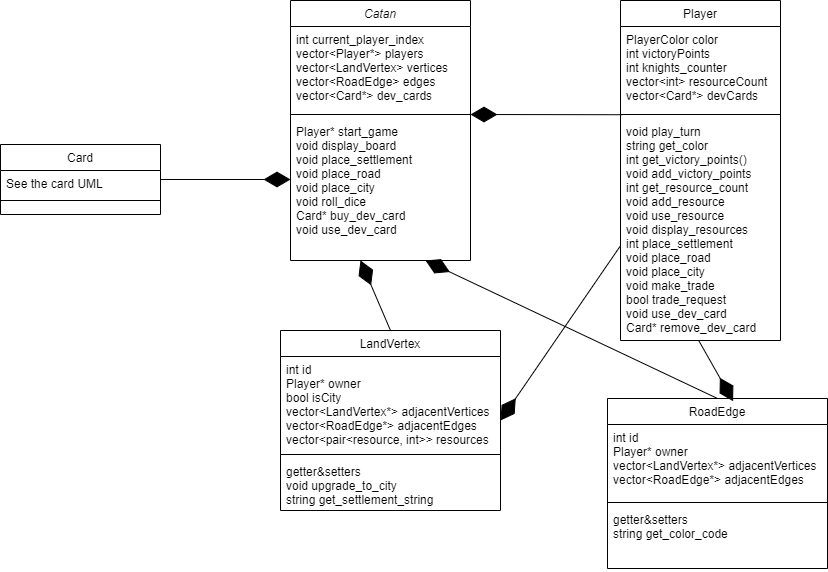 Catan
int current_player_index
vector<Player*> players
vector<LandVertex> vertices
vector<RoadEdge> edges
vector<Card*> dev_cards
Player* start_game
void display_board
void place_settlement
void place_road
void place_city
void roll_dice
Card* buy_dev_card
void use_dev_card
Player
PlayerColor color
int victoryPoints
int knights_counter
vector<int> resourceCount
vector<Card*> devCards
void play_turn
string get_color
int get_victory_points()
void add_victory_points
int get_resource_count
void add_resource
void use_resource
void display_resources
int place_settlement
void place_road
void place_city
void make_trade
bool trade_request
void use_dev_card
Card* remove_dev_card
Card
See the card UML
LandVertex
int id
Player* owner
bool isCity
vector<LandVertex*> adjacentVertices
vector<RoadEdge*> adjacentEdges
vector<pair<resource, int>> resources
getter&setters
void upgrade_to_city
string get_settlement_string
RoadEdge
int id
Player* owner
vector<LandVertex*> adjacentVertices
vector<RoadEdge*> adjacentEdges
getter&setters
string get_color_code